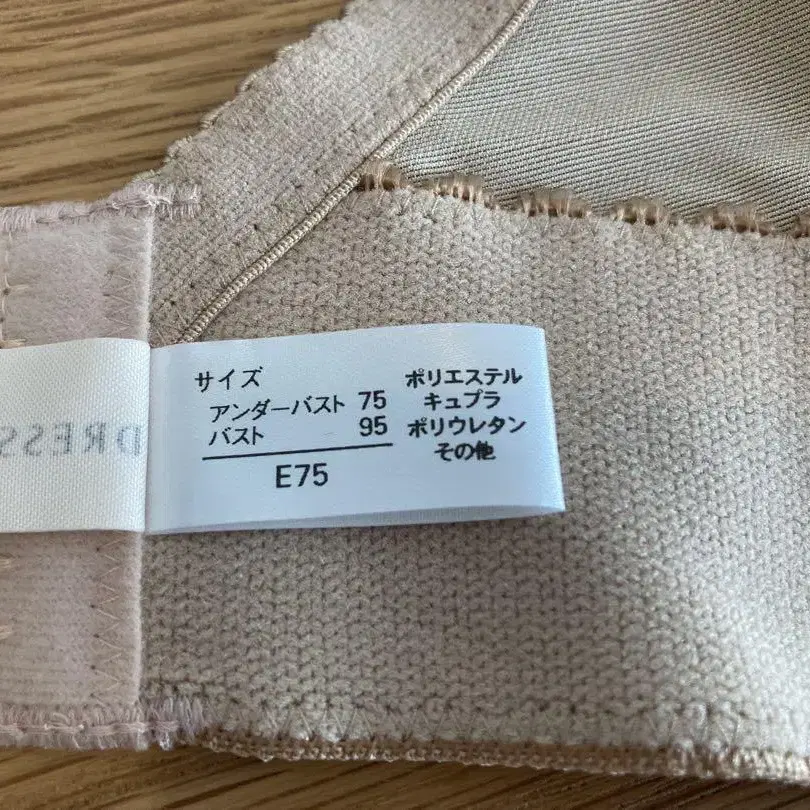 サイズ
アンダーバスト 75
バスト 95
E75
ポリエステル
キュプラ
ポリウレタン
その他
DRESS